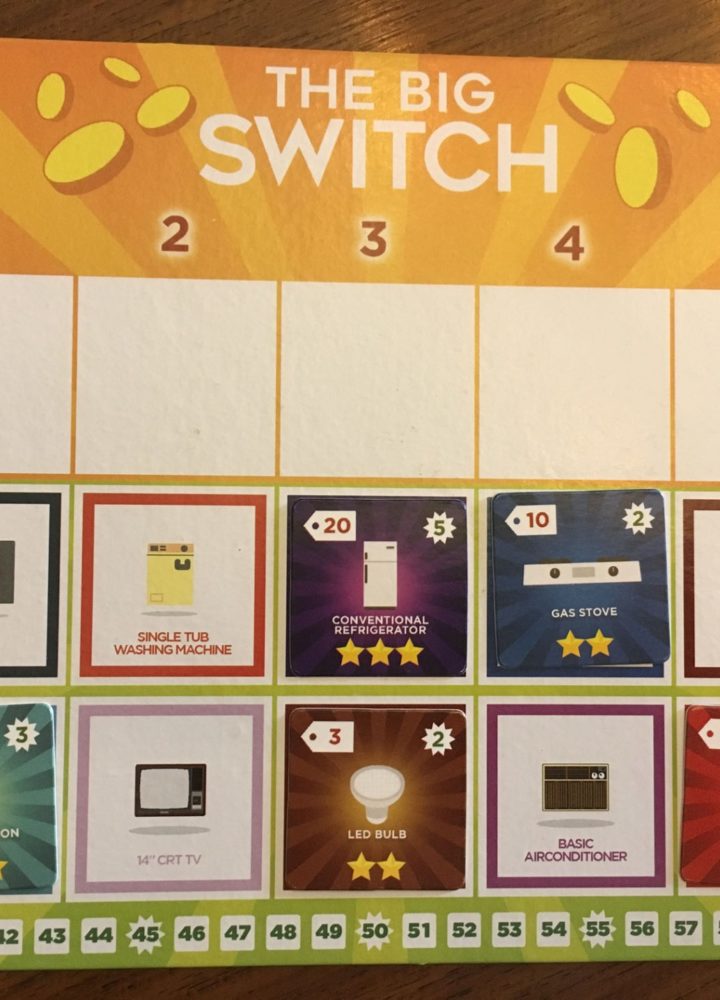 THE BIG
SWITCH
2 3 4
20 5
10 2
SINGLE TUB
WASHING MACHINE
CONVENTIONAL
REFRIGERATOR
GAS STOVE
3
3 2
ON
14" CRT TV
LED BULB
BASIC
AIRCONDITIONER
42 43 44 45 46 47 48 49 50 51 52 53 54 55 56 57